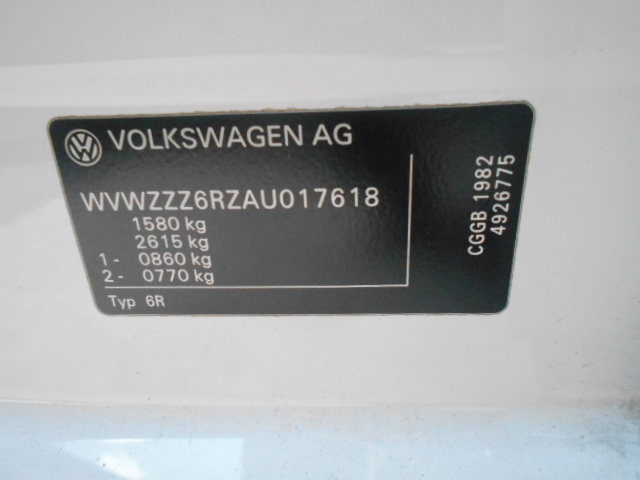 VOLKSWAGEN AG
WVWZZZ6RZAU017618
1580 kg
2615 kg
1- 0860 kg
2- 0770 kg
Typ 6R
CGGB 1982
4926775